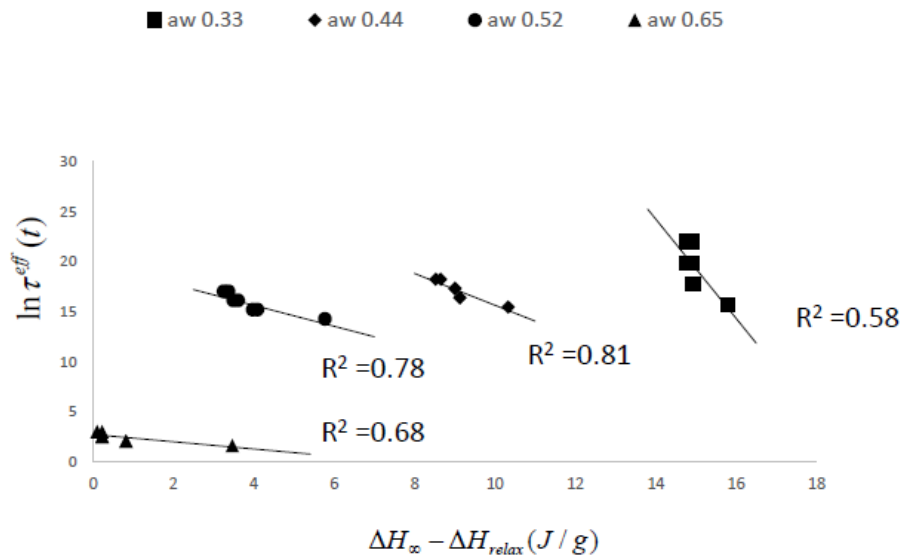 aw 0.33 aw 0.44 aw 0.52 aw 0.65
30
25
20
15
10
5
0
ln τ^eff (t)
R² =0.58
R² =0.81
R² =0.78
R² =0.68
0 2 4 6 8 10 12 14 16 18
ΔH∞ − ΔHrelax (J / g)